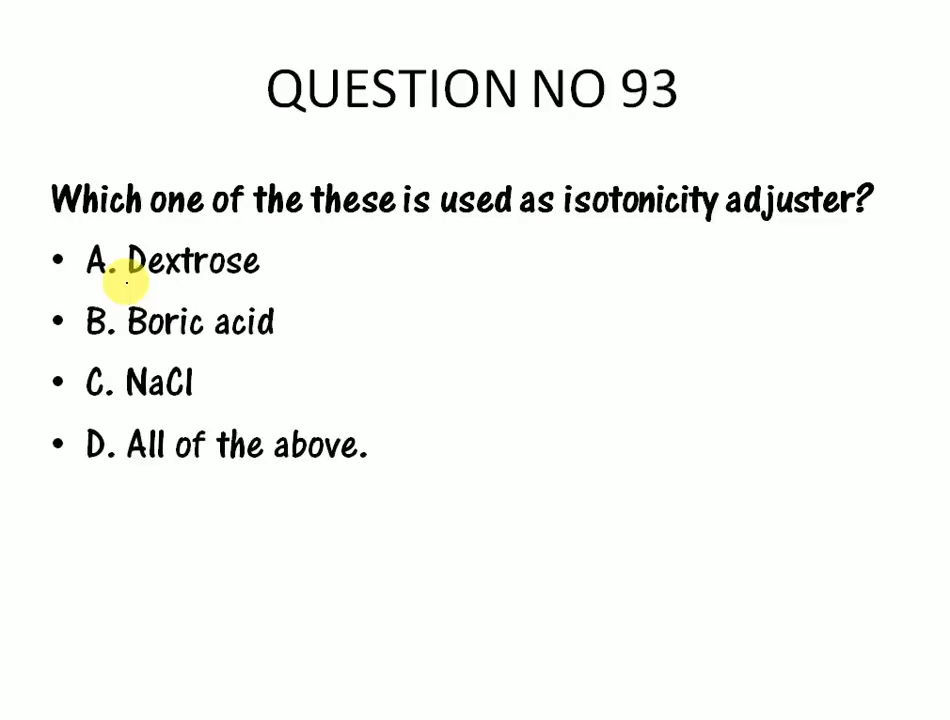 QUESTION NO 93
Which one of the these is used as isotonicity adjuster?
• A. Dextrose
• B. Boric acid
• C. NaCl
• D. All of the above.